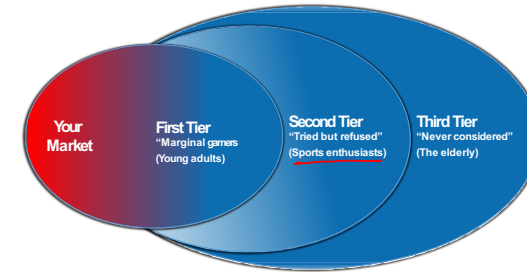 Your
Market
First Tier
“Marginal gamers
(Young adults)
Second Tier
“Tried but refused”
(Sports enthusiasts)
Third Tier
“Never considered”
(The elderly)